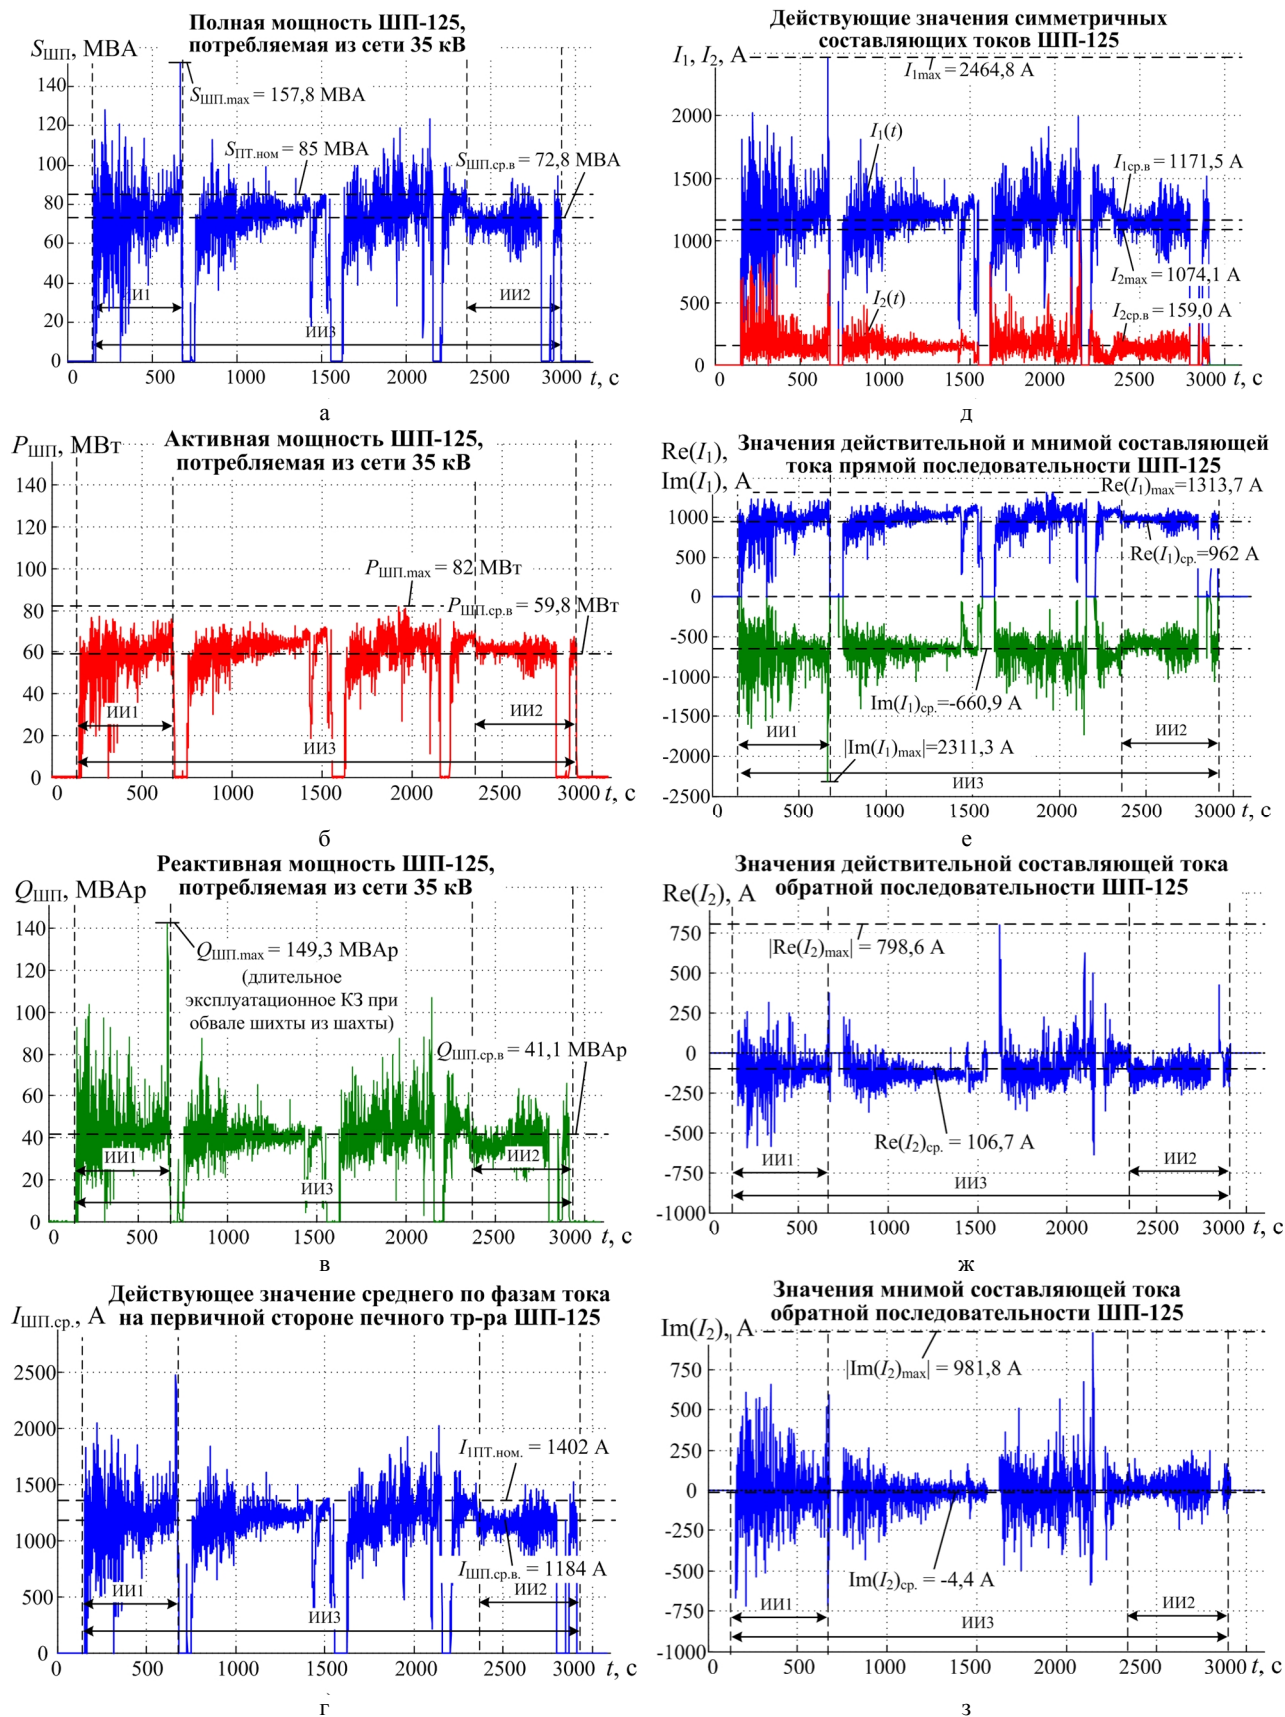 Полная мощность ШП-125,
потребляемая из сети 35 кВ
SШП, МВА
140
120
100
80
60
40
20
0
SШП.max = 157,8 МВА
SПТ.ном = 85 МВА
SШП.ср.в = 72,8 МВА
ИИ2
ИИ3
0
500
1000
1500
2000
2500
3000 t, с
а
Активная мощность ШП-125,
потребляемая из сети 35 кВ
PШП, МВт
140
120
100
80
60
40
20
0
PШП.max = 82 МВт
PШП.ср.в = 59,8 МВт
ИИ1
ИИ2
ИИ3
0
500
1000
1500
2000
2500
3000 t, с
б
Реактивная мощность ШП-125,
потребляемая из сети 35 кВ
QШП, МВАр
140
120
100
80
60
40
20
0
QШП.max = 149,3 МВАр
(длительное
эксплуатационное КЗ при
обвале шихты из шахты)
QШП.ср.в = 41,1 МВАр
ИИ1
ИИ2
ИИ3
0
500
1000
1500
2000
2500
3000 t, с
в
Действующее значение среднего по фазам тока
на первичной стороне печного тр-ра ШП-125
IШП.ср., А
2500
2000
1500
1000
500
0
I1ПТ.ном. = 1402 А
IШП.ср.в. = 1184 А
ИИ1
ИИ2
ИИ3
0
500
1000
1500
2000
2500
3000 t, с
г
Действующие значения симметричных
составляющих токов ШП-125
I1, I2, А
2000
1500
1000
500
0
I1max = 2464,8 А
I1(t)
I1ср.в = 1171,5 А
I2max = 1074,1 А
I2(t)
I2ср.в = 159,0 А
0
500
1000
1500
2000
2500
3000 t, с
д
Значения действительной и мнимой составляющей
тока прямой последовательности ШП-125
Re(I1),
Im(I1), А
1000
500
0
-500
-1000
-1500
-2000
-2500
Re(I1)max=1313,7 А
Re(I1)ср.=962 А
Im(I1)ср.=-660,9 А
|Im(I1)max|=2311,3 А
ИИ1
ИИ2
ИИ3
0
500
1000
1500
2000
2500
3000 t, с
е
Значения действительной составляющей тока
обратной последовательности ШП-125
Re(I2), А
750
500
250
0
-250
-500
-750
-1000
|Re(I2)max| = 798,6 А
Re(I2)ср. = 106,7 А
ИИ1
ИИ2
ИИ3
0
500
1000
1500
2000
2500
3000 t, с
ж
Значения мнимой составляющей тока
обратной последовательности ШП-125
Im(I2), А
750
500
250
0
-250
-500
-750
-1000
|Im(I2)max| = 981,8 А
Im(I2)ср. = -4,4 А
ИИ1
ИИ2
ИИ3
0
500
1000
1500
2000
2500
3000 t, с
з